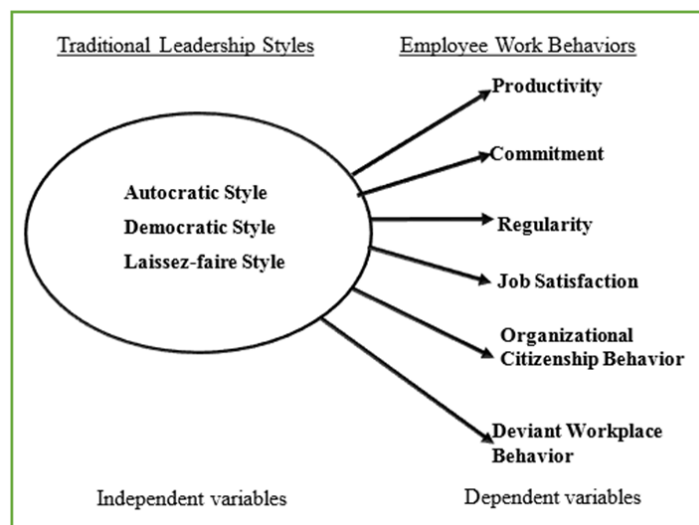 Traditional Leadership Styles
Employee Work Behaviors
Autocratic Style
Democratic Style
Laissez-faire Style
Productivity
Commitment
Regularity
Job Satisfaction
Organizational
Citizenship Behavior
Deviant Workplace
Behavior
Independent variables
Dependent variables